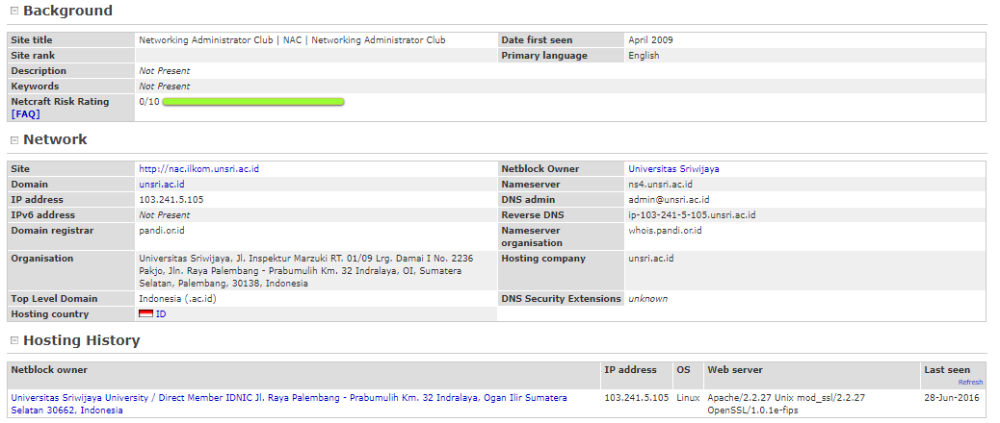 Background
Site title Networking Administrator Club | NAC | Networking Administrator Club Date first seen April 2009
Site rank Primary language English
Description Not Present
Keywords Not Present
Netcraft Risk Rating 0/10
[FAQ]
Network
Site http://nac.ilkom.unsri.ac.id Netblock Owner Universitas Sriwijaya
Domain unsri.ac.id Nameserver ns4.unsri.ac.id
IP address 103.241.5.105 DNS admin admin@unsri.ac.id
IPv6 address Not Present Reverse DNS ip-103-241-5-105.unsri.ac.id
Domain registrar pandi.or.id Nameserver whois.pandi.or.id
organisation
Organisation Universitas Sriwijaya, Jl. Inspektur Marzuki RT. 01/09 Lrg. Damai I No. 2236 Hosting company unsri.ac.id
Pakjo, Jln. Raya Palembang - Prabumulih Km. 32 Indralaya, OI, Sumatera
Selatan, Palembang, 30138, Indonesia
Top Level Domain Indonesia (.ac.id) DNS Security Extensions unknown
Hosting country ID
Hosting History
Netblock owner IP address OS Web server Last seen
Refresh
Universitas Sriwijaya University / Direct Member IDNIC Jl. Raya Palembang - Prabumulih Km. 32 Indralaya, Ogan Ilir Sumatera 103.241.5.105 Linux Apache/2.2.27 Unix mod_ssl/2.2.27 28-Jun-2016
Selatan 30662, Indonesia OpenSSL/1.0.1e-fips